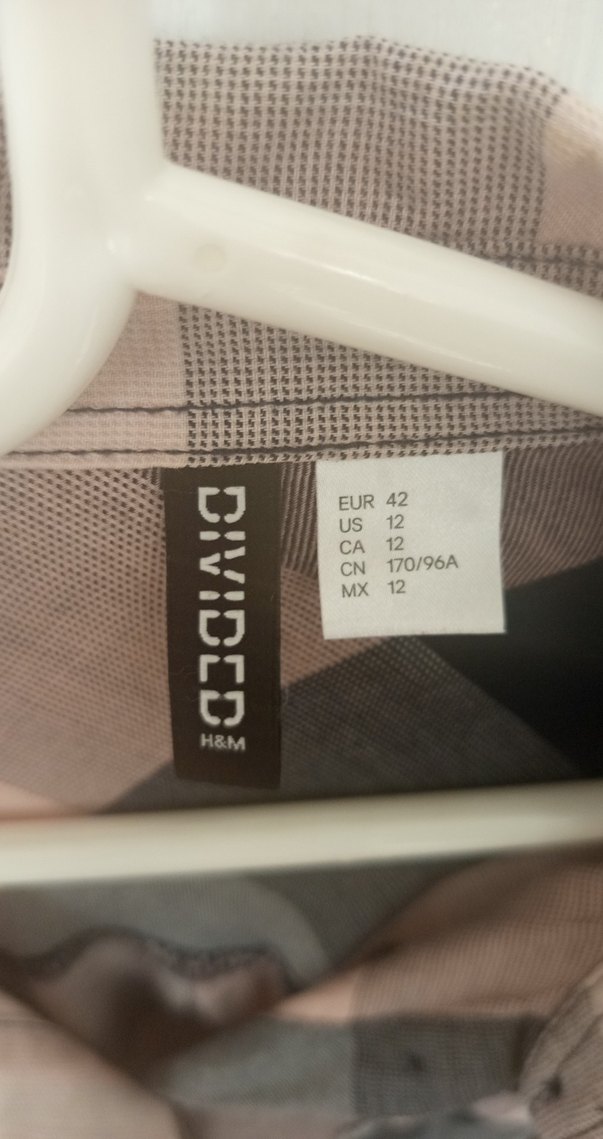 DIVIDED
H&M
EUR 42
US 12
CA 12
CN 170/96A
MX 12